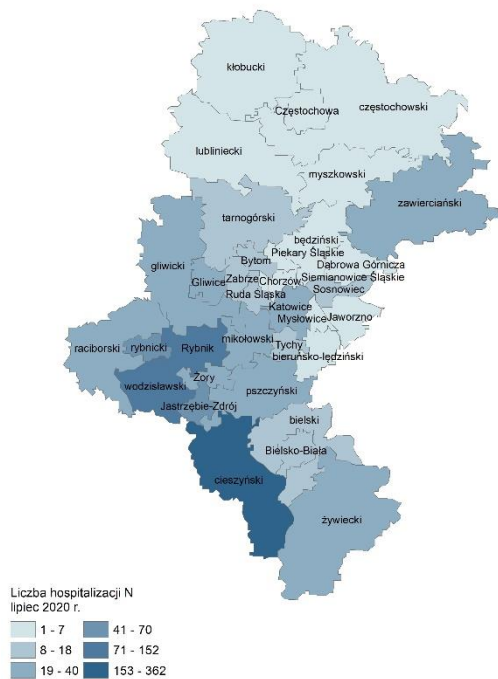 kłobucki
Częstochowa
częstochowski
lubliniecki
myszkowski
zawierciański
tarnogórski
będziński
Piekary Śląskie
gliwicki
Bytom
Dąbrowa Górnicza
Gliwice
Zabrze
Chorzów
Siemianowice Śląskie
Sosnowiec
Ruda Śląska
Katowice
Mysłowice
Jaworzno
raciborski
rybnicki
Rybnik
mikołowski
Tychy
bieruńsko-lędziński
wodzisławski
Żory
pszczyński
Jastrzębie-Zdrój
bielski
Bielsko-Biała
cieszyński
żywiecki
Liczba hospitalizacji N
lipiec 2020 r.
1 - 7
41 - 70
8 - 18
71 - 152
19 - 40
153 - 362